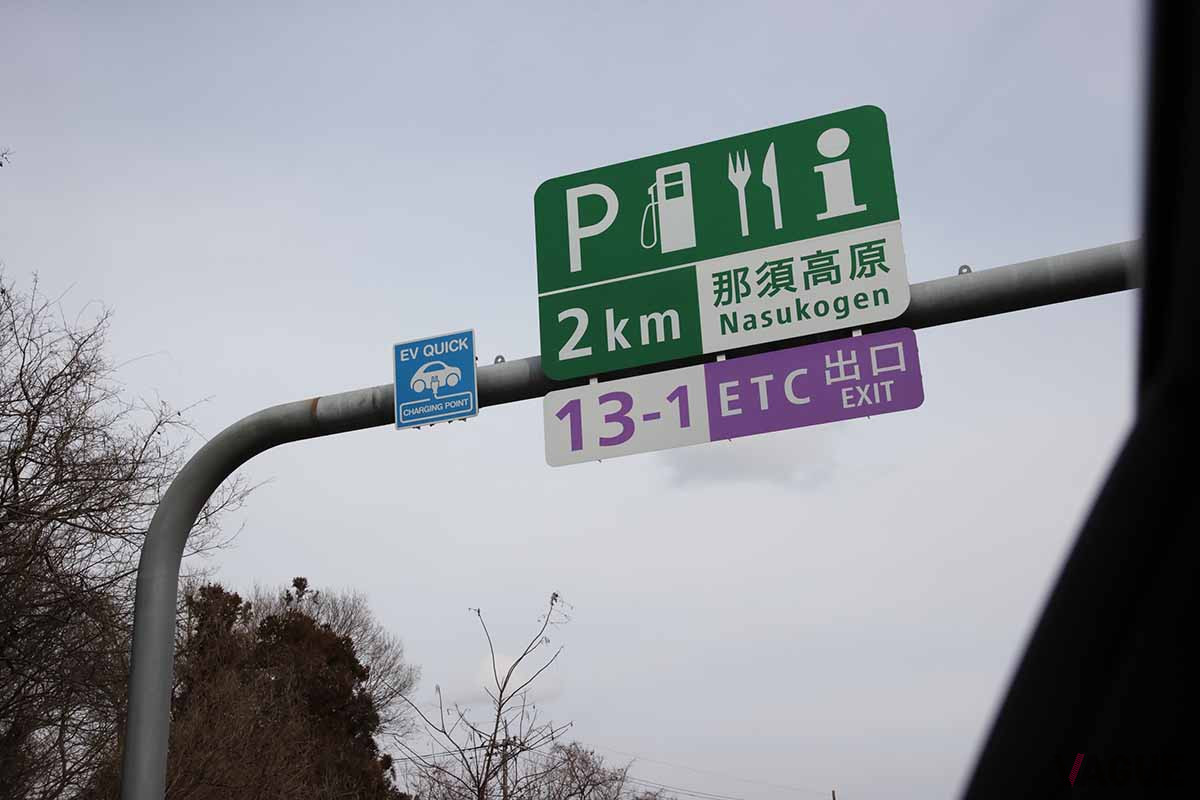 P
2km
那須高原
Nasukogen
EV QUICK
CHARGING POINT
13-1
ETC 出口
EXIT